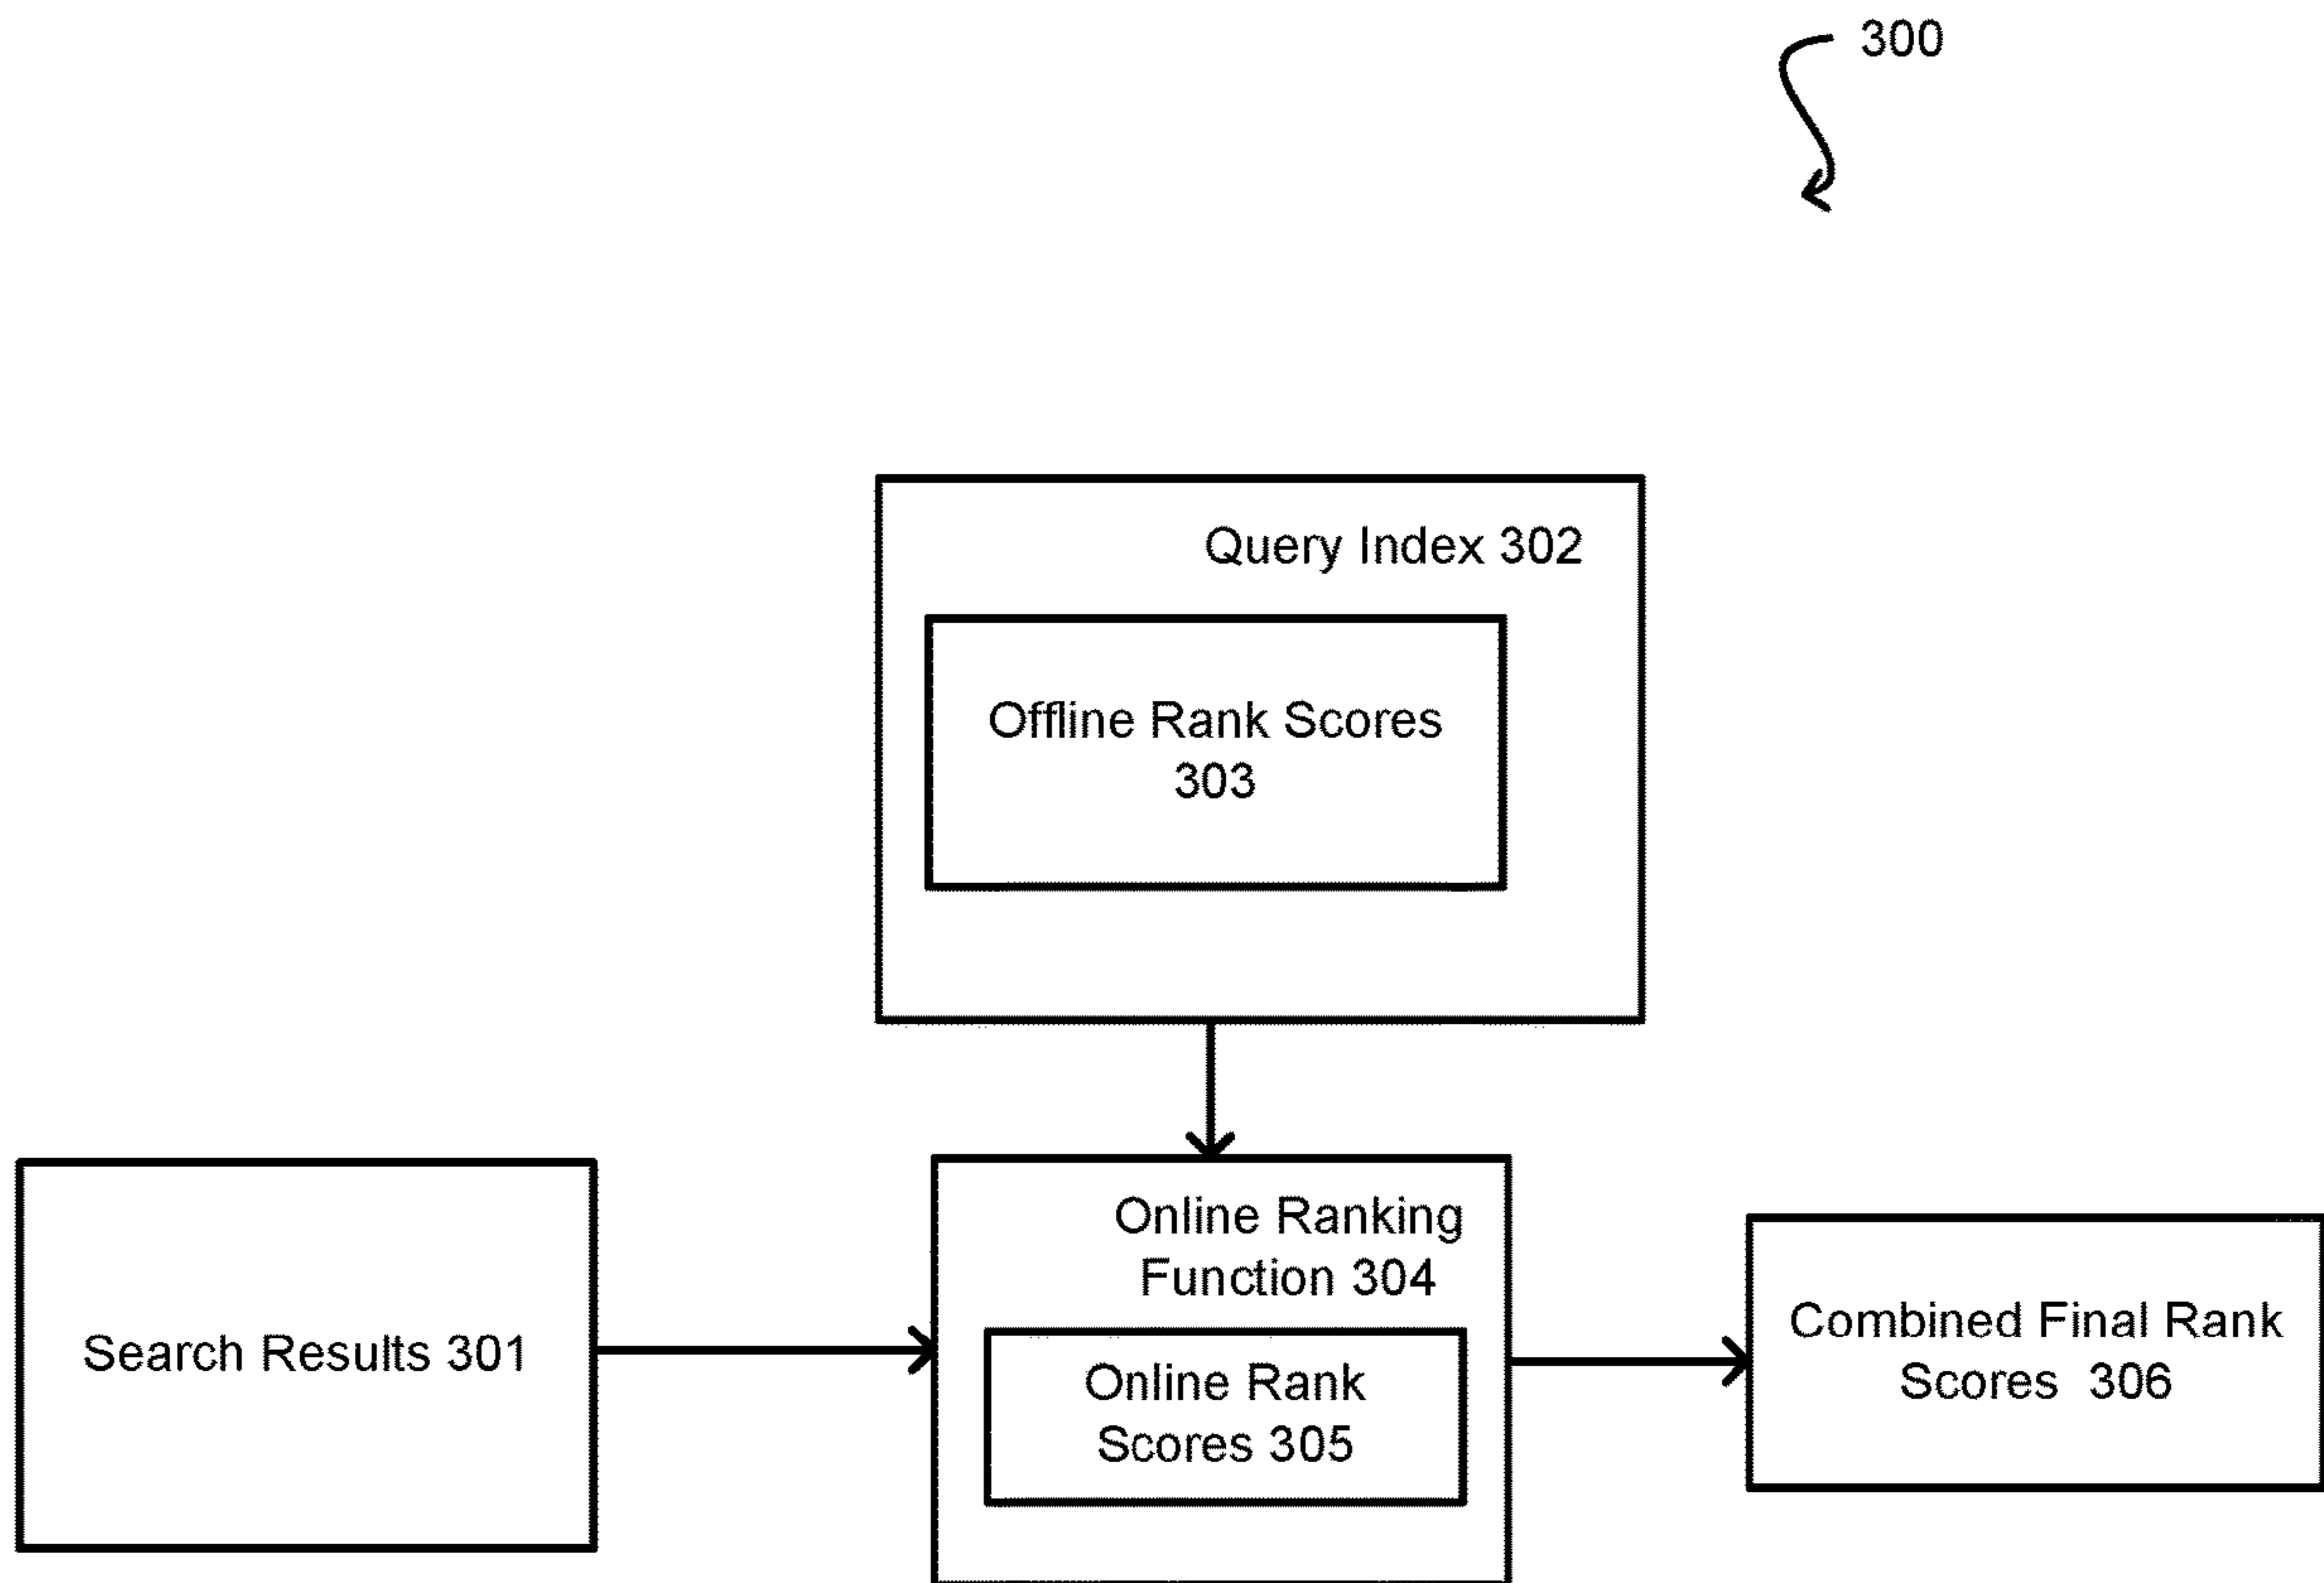 300
Query Index 302
Offline Rank Scores
303
Search Results 301
Online Ranking
Function 304
Online Rank
Scores 305
Combined Final Rank
Scores 306